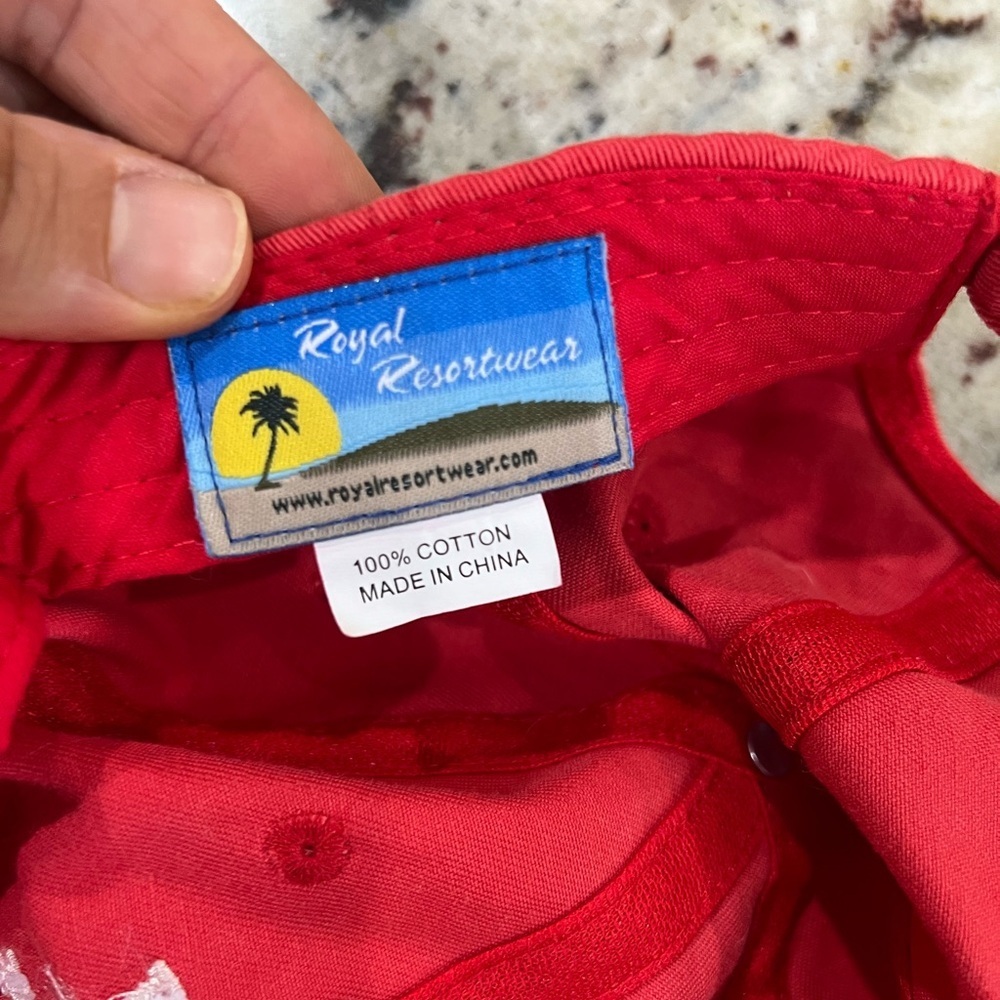 Royal
Resortwear
www.royalresortwear.com
100% COTTON
MADE IN CHINA